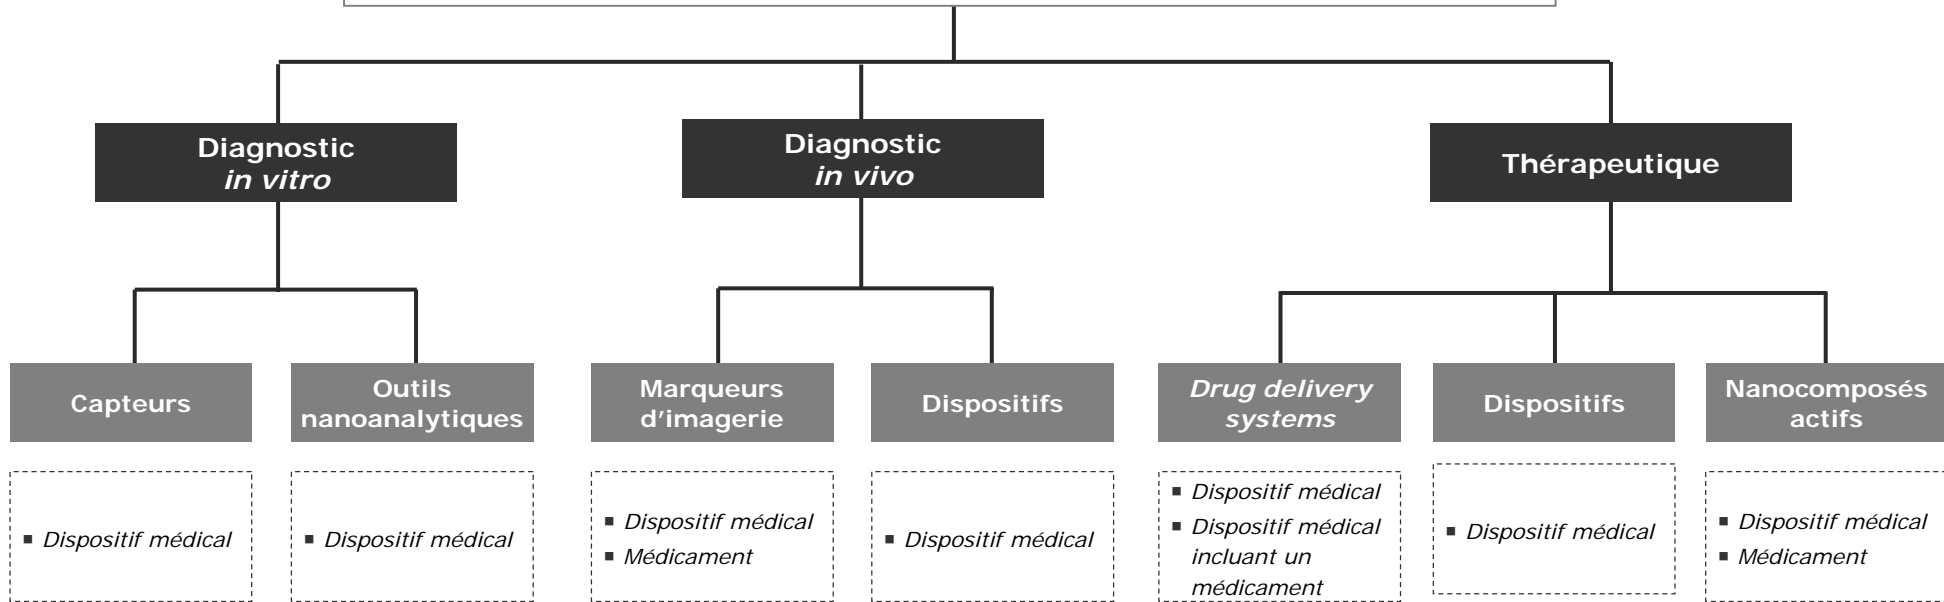 Diagnostic
in vitro
Diagnostic
in vivo
Thérapeutique
Capteurs
Outils
nanoanalytiques
Marqueurs
d'imagerie
Dispositifs
Drug delivery
systems
Dispositifs
Nanocomposés
actifs
▪ Dispositif médical
▪ Dispositif médical
▪ Dispositif médical
▪ Médicament
▪ Dispositif médical
▪ Dispositif médical
▪ Dispositif médical
incluant un
médicament
▪ Dispositif médical
▪ Dispositif médical
▪ Médicament